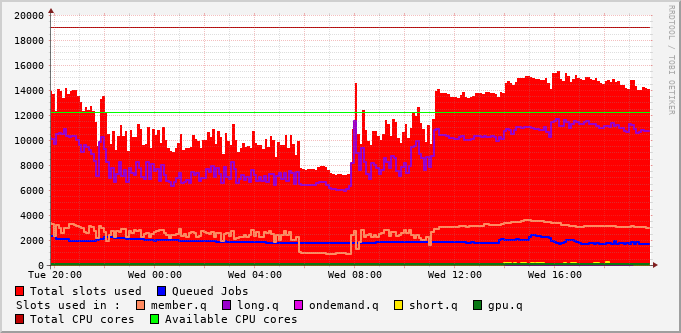 20000
18000
16000
14000
12000
10000
8000
6000
4000
2000
0
Tue 20:00 Wed 00:00 Wed 04:00 Wed 08:00 Wed 12:00 Wed 16:00
Total slots used Queued Jobs
Slots used in : member.q long.q ondemand.q short.q gpu.q
Total CPU cores Available CPU cores
RRDTOOL / TOBI OETIKER